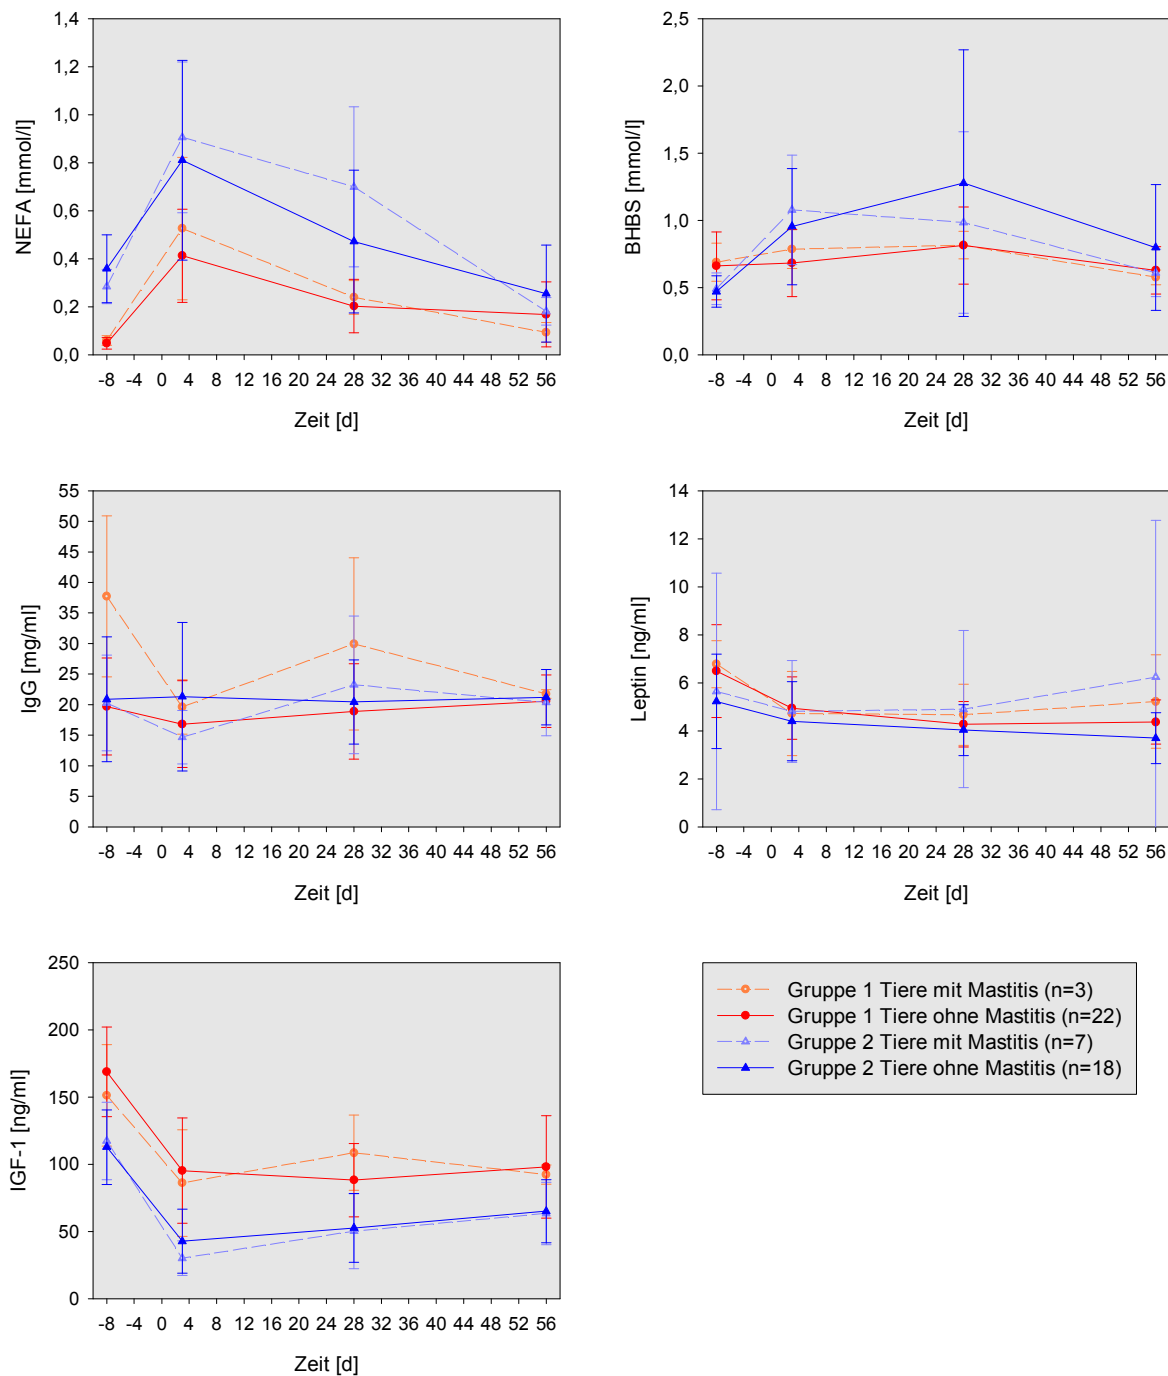 1,4
1,2
1,0
0,8
0,6
0,4
0,2
0,0
NEFA [mmol/l]
-8 -4 0 4 8 12 16 20 24 28 32 36 40 44 48 52 56
Zeit [d]
2,5
2,0
1,5
1,0
0,5
0,0
BHBS [mmol/l]
-8 -4 0 4 8 12 16 20 24 28 32 36 40 44 48 52 56
Zeit [d]
55
50
45
40
35
30
25
20
15
10
5
0
IgG [mg/ml]
-8 -4 0 4 8 12 16 20 24 28 32 36 40 44 48 52 56
Zeit [d]
14
12
10
8
6
4
2
0
Leptin [ng/ml]
-8 -4 0 4 8 12 16 20 24 28 32 36 40 44 48 52 56
Zeit [d]
250
200
150
100
50
0
IGF-1 [ng/ml]
-8 -4 0 4 8 12 16 20 24 28 32 36 40 44 48 52 56
Zeit [d]
Gruppe 1 Tiere mit Mastitis (n=3)
Gruppe 1 Tiere ohne Mastitis (n=22)
Gruppe 2 Tiere mit Mastitis (n=7)
Gruppe 2 Tiere ohne Mastitis (n=18)